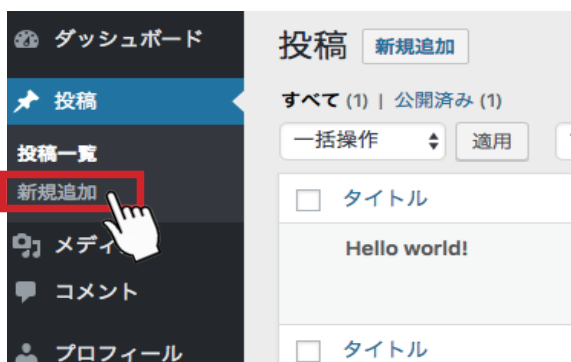 ダッシュボード
投稿
投稿一覧
新規追加
メディ
コメント
プロフィール
投稿 新規追加
すべて (1) | 公開済み (1)
一括操作 適用
タイトル
Hello world!
タイトル